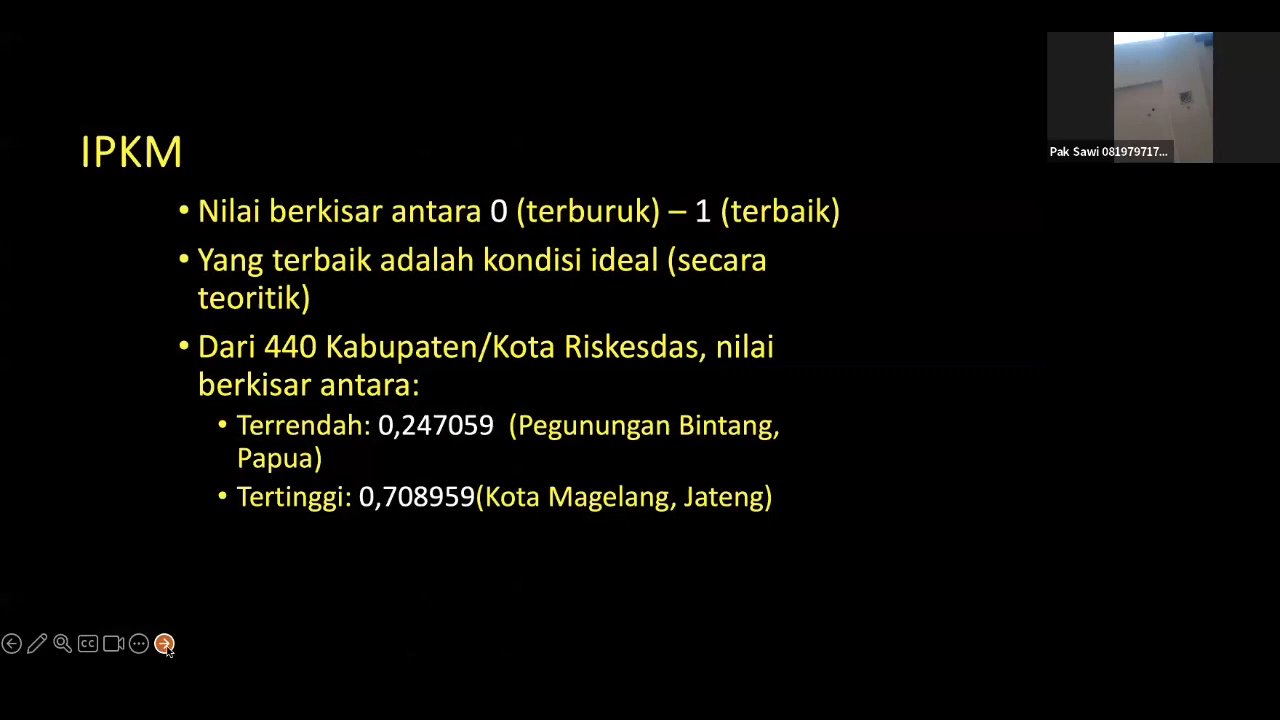 IPKM
• Nilai berkisar antara 0 (terburuk) – 1 (terbaik)
• Yang terbaik adalah kondisi ideal (secara
teoritik)
• Dari 440 Kabupaten/Kota Riskesdas, nilai
berkisar antara:
• Terrendah: 0,247059 (Pegunungan Bintang,
Papua)
• Tertinggi: 0,708959(Kota Magelang, Jateng)
Pak Sawi 081979717...
CC